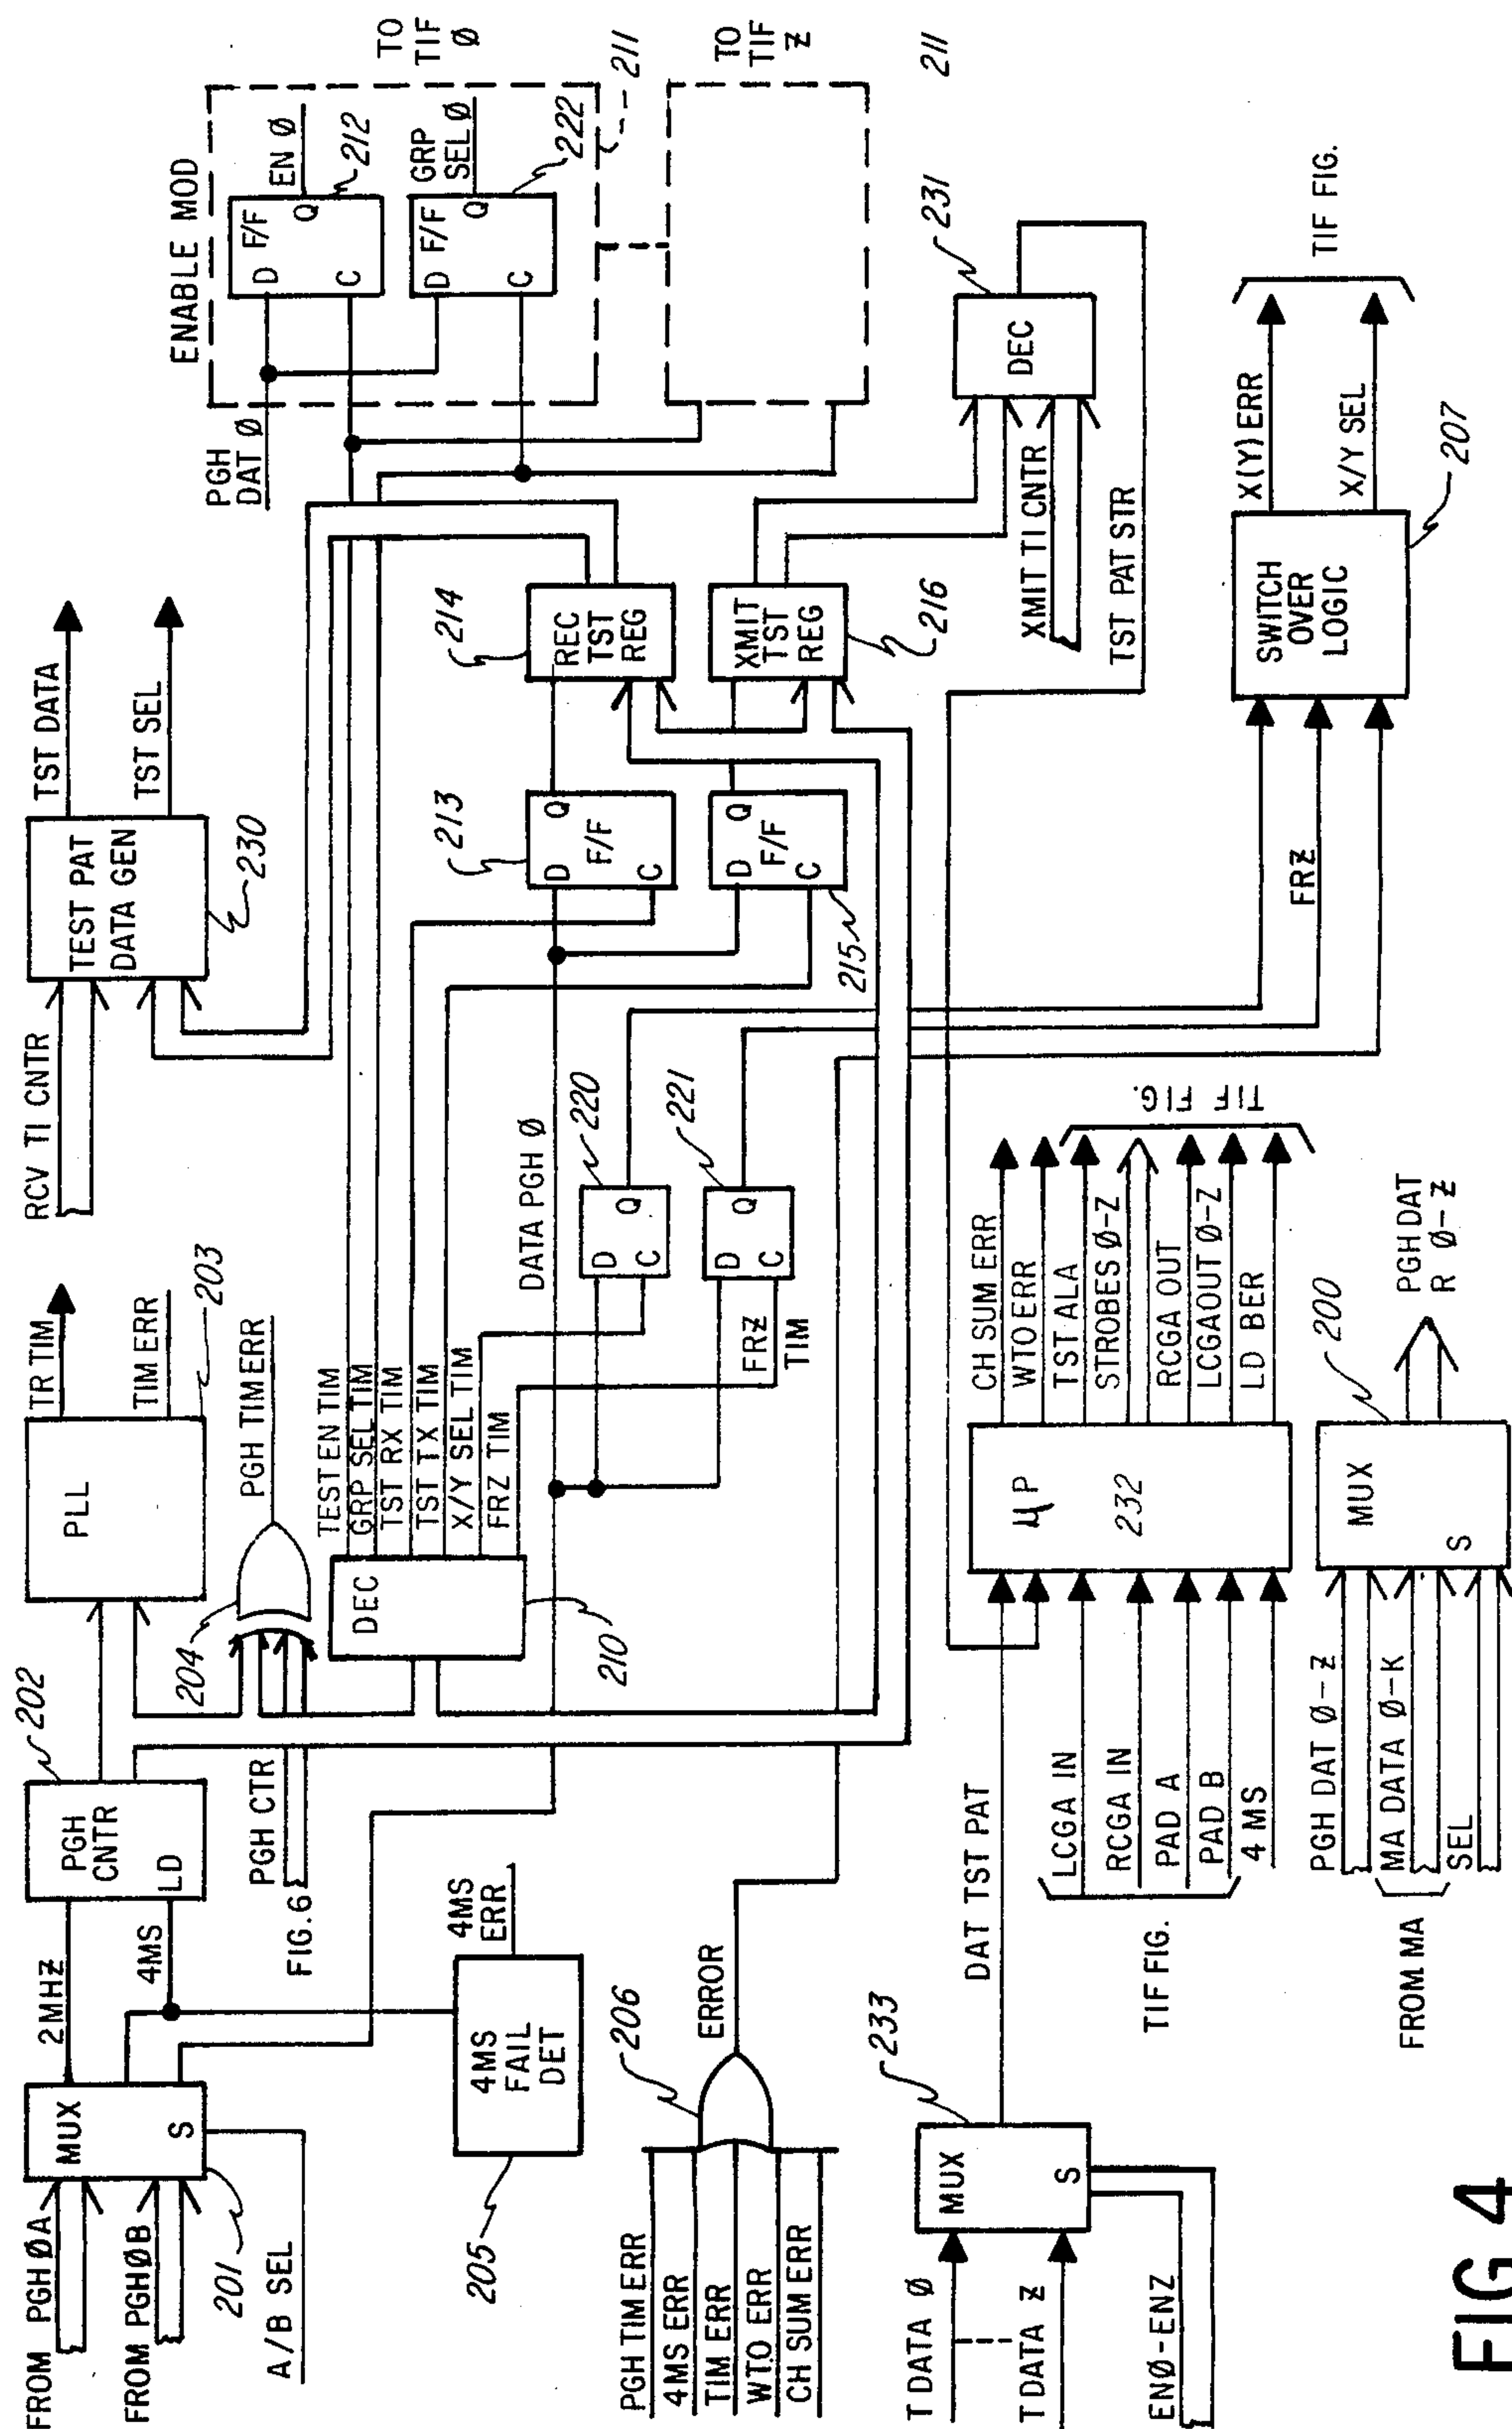 FROM PGHØA
FROM PGHØB
201
A/B SEL
MUX
S
2MHZ
4MS
PGH
CNTR
LD
202
PGH CTR
FIG.6
204
PLL
203
TR TIM
TIM ERR
PGH TIM ERR
RCV TI CNTR
TEST PAT
DATA GEN
230
TST DATA
TST SEL
205
4MS
FAIL
DET
4MS
ERR
DEC
210
TESTEN TIM
GRP SEL TIM
TST RX TIM
TST TX TIM
X/Y SEL TIM
FRZ TIM
DATA PGH Ø
D
Q
C
220
D
Q
C
221
FRZ
TIM
213
D
Q
F/F
C
D
Q
F/F
C
215
214
REC
TST
REG
XMIT
TST
REG
216
PGH
DAT Ø
ENABLE MOD
D
F/F
C
Q
EN Ø
212
D
F/F
C
Q
GRP
SEL Ø
222
TO
TIF
Ø
211
TO
TIF
Z
211
DEC
231
XMIT TI CNTR
TST PAT STR
PGH TIM ERR
4MS ERR
TIM ERR
WTO ERR
CH SUM ERR
206
ERROR
FRZ
SWITCH
OVER
LOGIC
207
X(Y) ERR
X/Y SEL
TIF FIG.
T DATA Ø
T DATA Z
ENØ-ENZ
MUX
S
233
DAT TST PAT
LCGA IN
RCGA IN
PAD A
PAD B
4 MS
TIF FIG.
μP
232
CH SUM ERR
WTO ERR
TST ALA
STROBES Ø-Z
RCGA OUT
LCGAOUT Ø-Z
LD BER
TIF FIG.
PGH DAT Ø-Z
MA DATA Ø-K
SEL
FROM MA
MUX
S
200
PGH DAT
R Ø-Z
FIG 4